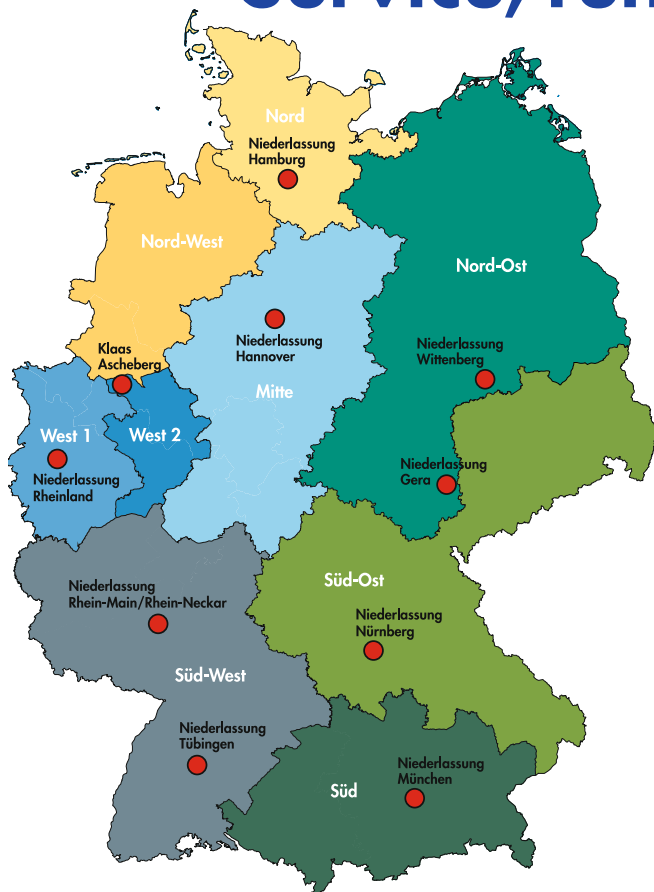 Nord
Niederlassung
Hamburg
Nord-West
Nord-Ost
Niederlassung
Hannover
Mitte
Klaas
Ascheberg
Niederlassung
Wittenberg
West 1
West 2
Niederlassung
Rheinland
Niederlassung
Gera
Süd-Ost
Niederlassung
Rhein-Main/Rhein-Neckar
Niederlassung
Nürnberg
Süd-West
Niederlassung
Tübingen
Niederlassung
München
Süd